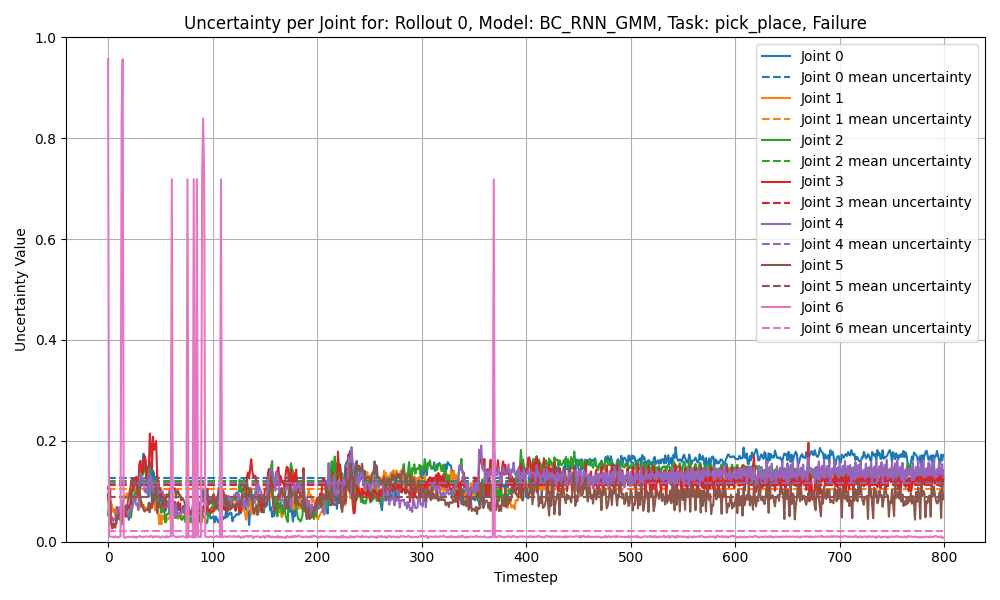 Uncertainty per Joint for: Rollout 0, Model: BC_RNN_GMM, Task: pick_place, Failure
1.0
0.8
0.6
0.4
0.2
0.0
Uncertainty Value
Joint 0
Joint 0 mean uncertainty
Joint 1
Joint 1 mean uncertainty
Joint 2
Joint 2 mean uncertainty
Joint 3
Joint 3 mean uncertainty
Joint 4
Joint 4 mean uncertainty
Joint 5
Joint 5 mean uncertainty
Joint 6
Joint 6 mean uncertainty
0 100 200 300 400 500 600 700 800
Timestep